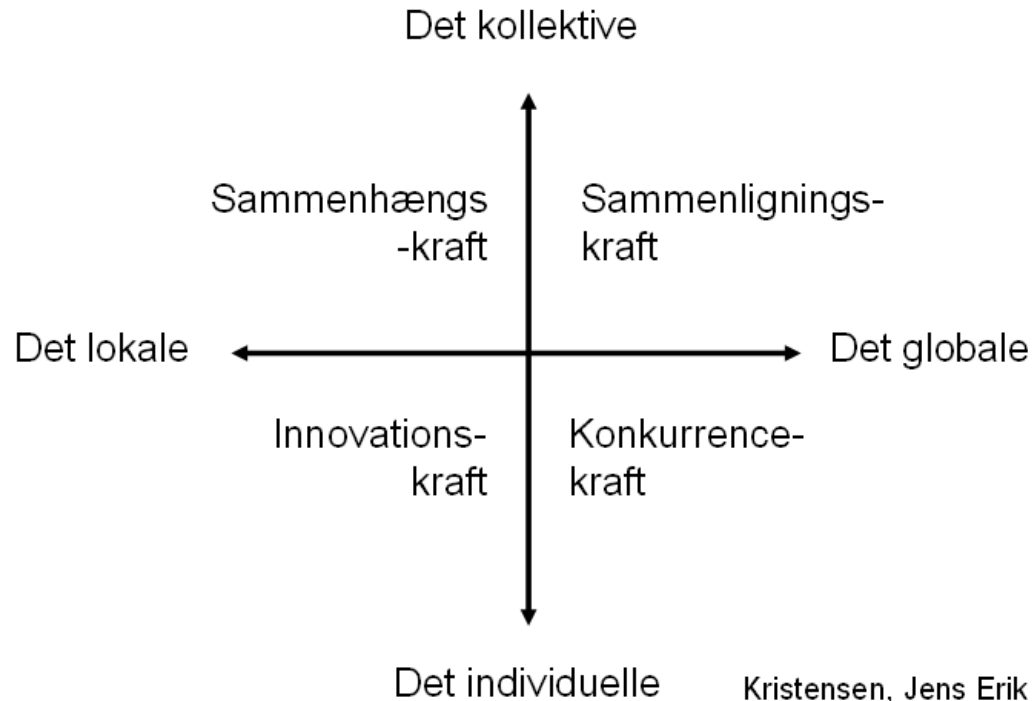 Det kollektive
Sammenhængs
-kraft
Sammenlignings-
kraft
Det lokale
Det globale
Innovations-
kraft
Konkurrence-
kraft
Det individuelle
Kristensen, Jens Erik